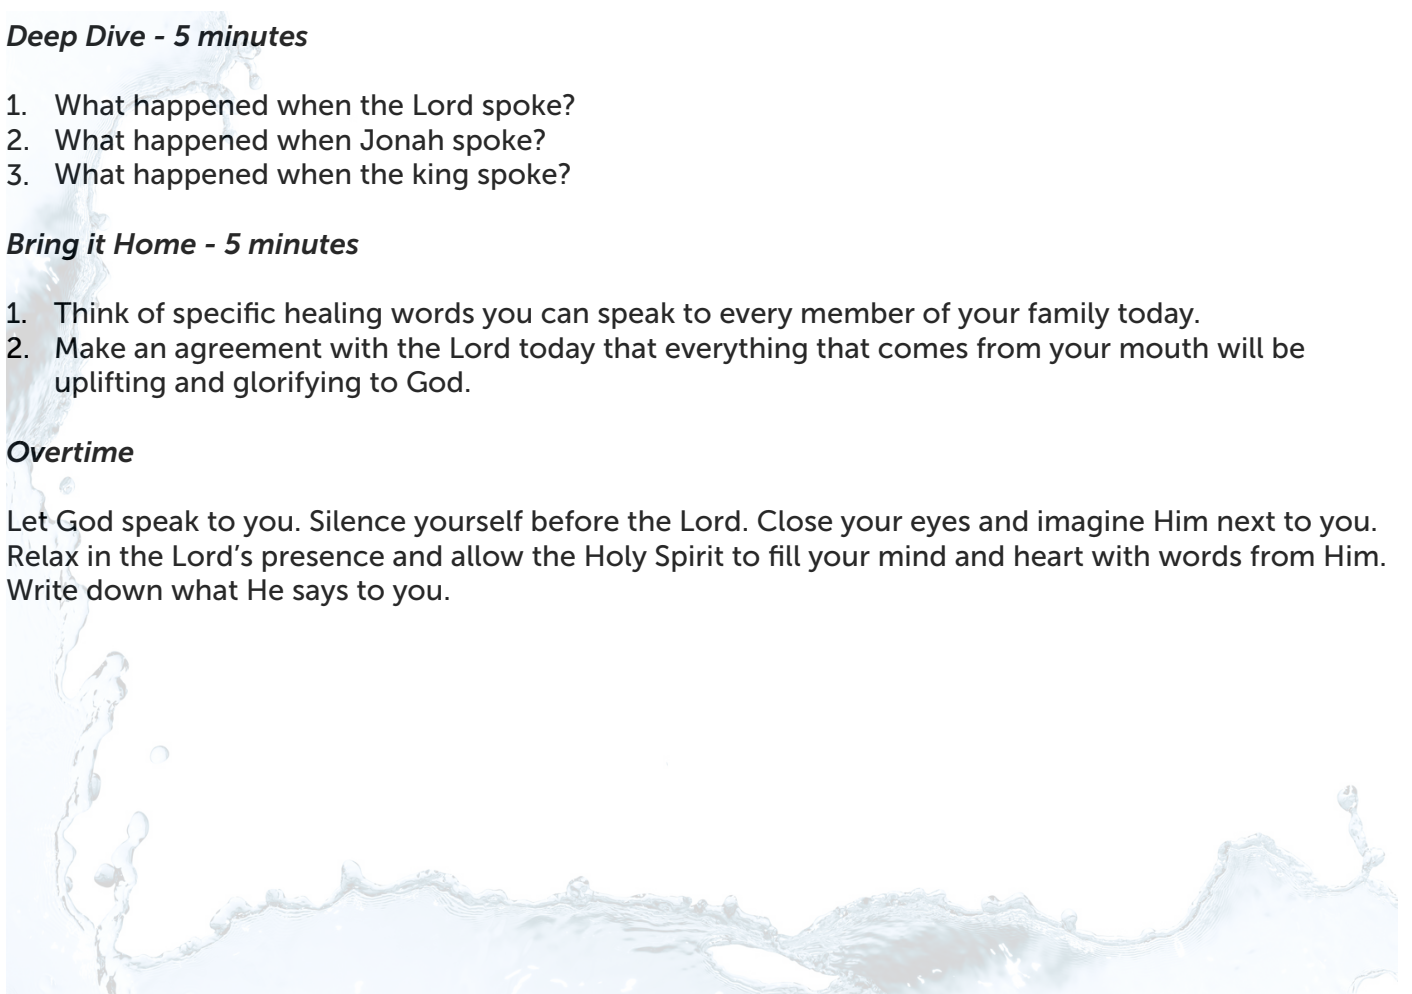 Deep Dive - 5 minutes
1. What happened when the Lord spoke?
2. What happened when Jonah spoke?
3. What happened when the king spoke?
Bring it Home - 5 minutes
1. Think of specific healing words you can speak to every member of your family today.
2. Make an agreement with the Lord today that everything that comes from your mouth will be
uplifting and glorifying to God.
Overtime
Let God speak to you. Silence yourself before the Lord. Close your eyes and imagine Him next to you.
Relax in the Lord’s presence and allow the Holy Spirit to fill your mind and heart with words from Him.
Write down what He says to you.